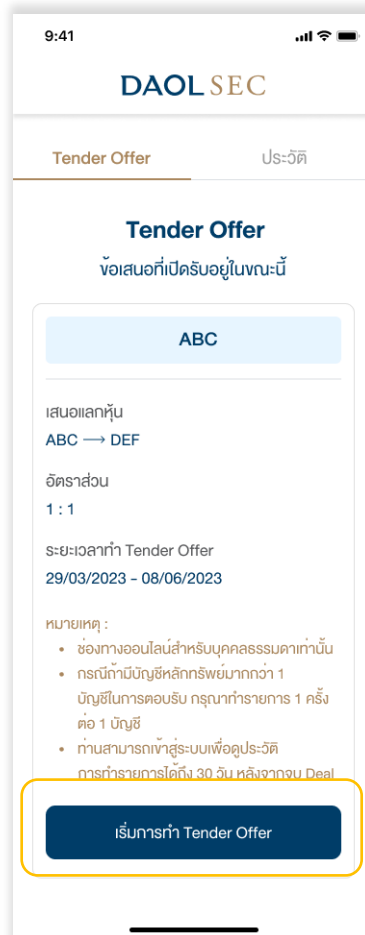 9:41
DAOL SEC
Tender Offer
ประวัติ
Tender Offer
ข้อเสนอที่เปิดรับอยู่ในขณะนี้
ABC
เสนอแลกหุ้น
ABC → DEF
อัตราส่วน
1 : 1
ระยะเวลาทำ Tender Offer
29/03/2023 - 08/06/2023
หมายเหตุ :
• ช่องทางออนไลน์สำหรับบุคคลธรรมดาเท่านั้น
• กรณีถ้ามีบัญชีหลักทรัพย์มากกว่า 1
บัญชีในการตอบรับ กรุณาทำรายการ 1 ครั้ง
ต่อ 1 บัญชี
• ท่านสามารถเข้าสู่ระบบเพื่อดูประวัติ
การทำรายการได้ถึง 30 วัน หลังจากจบ Deal
เริ่มการทำ Tender Offer